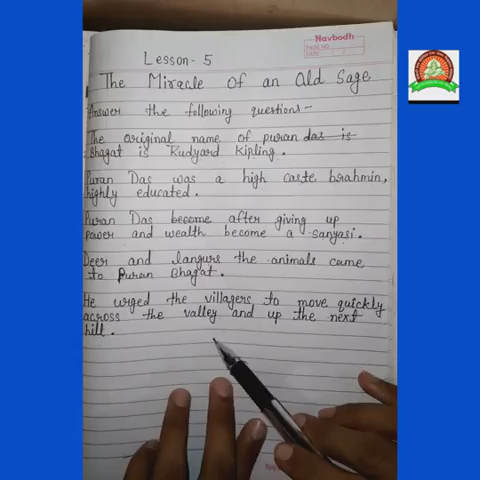 Navbodh
PAGE NO.
DATE
Lesson - 5
The Miracle of an Old Sage
Answer the following questions -
The original name of puran das is
Bhagat is Rudyard Kipling.
Puran Das was a high caste brahmin,
highly educated.
Puran Das become after giving up
power and wealth become a sanyasi.
Deer and langurs the animals came
to Puran Bhagat.
He urged the villagers to move quickly
across the valley and up the next
hill.